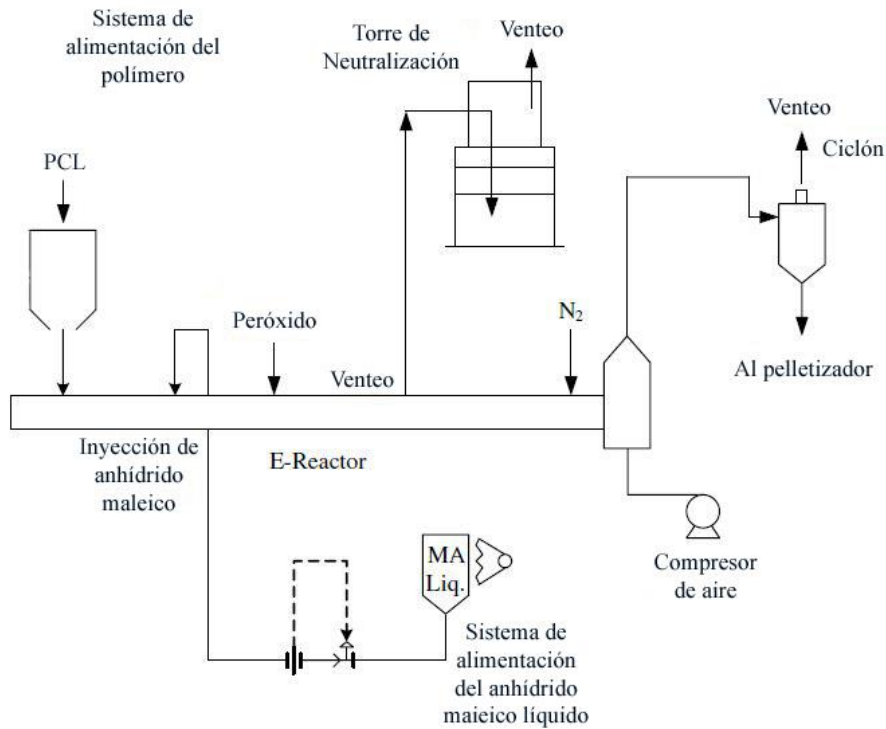 Sistema de
alimentación del
polímero
Torre de
Neutralización
Venteo
Venteo
Ciclón
PCL
Peróxido
N2
Venteo
Al pelletizador
Inyección de
anhídrido
maleico
E-Reactor
MA
Liq.
Compresor
de aire
Sistema de
alimentación
del anhídrido
maieico líquido